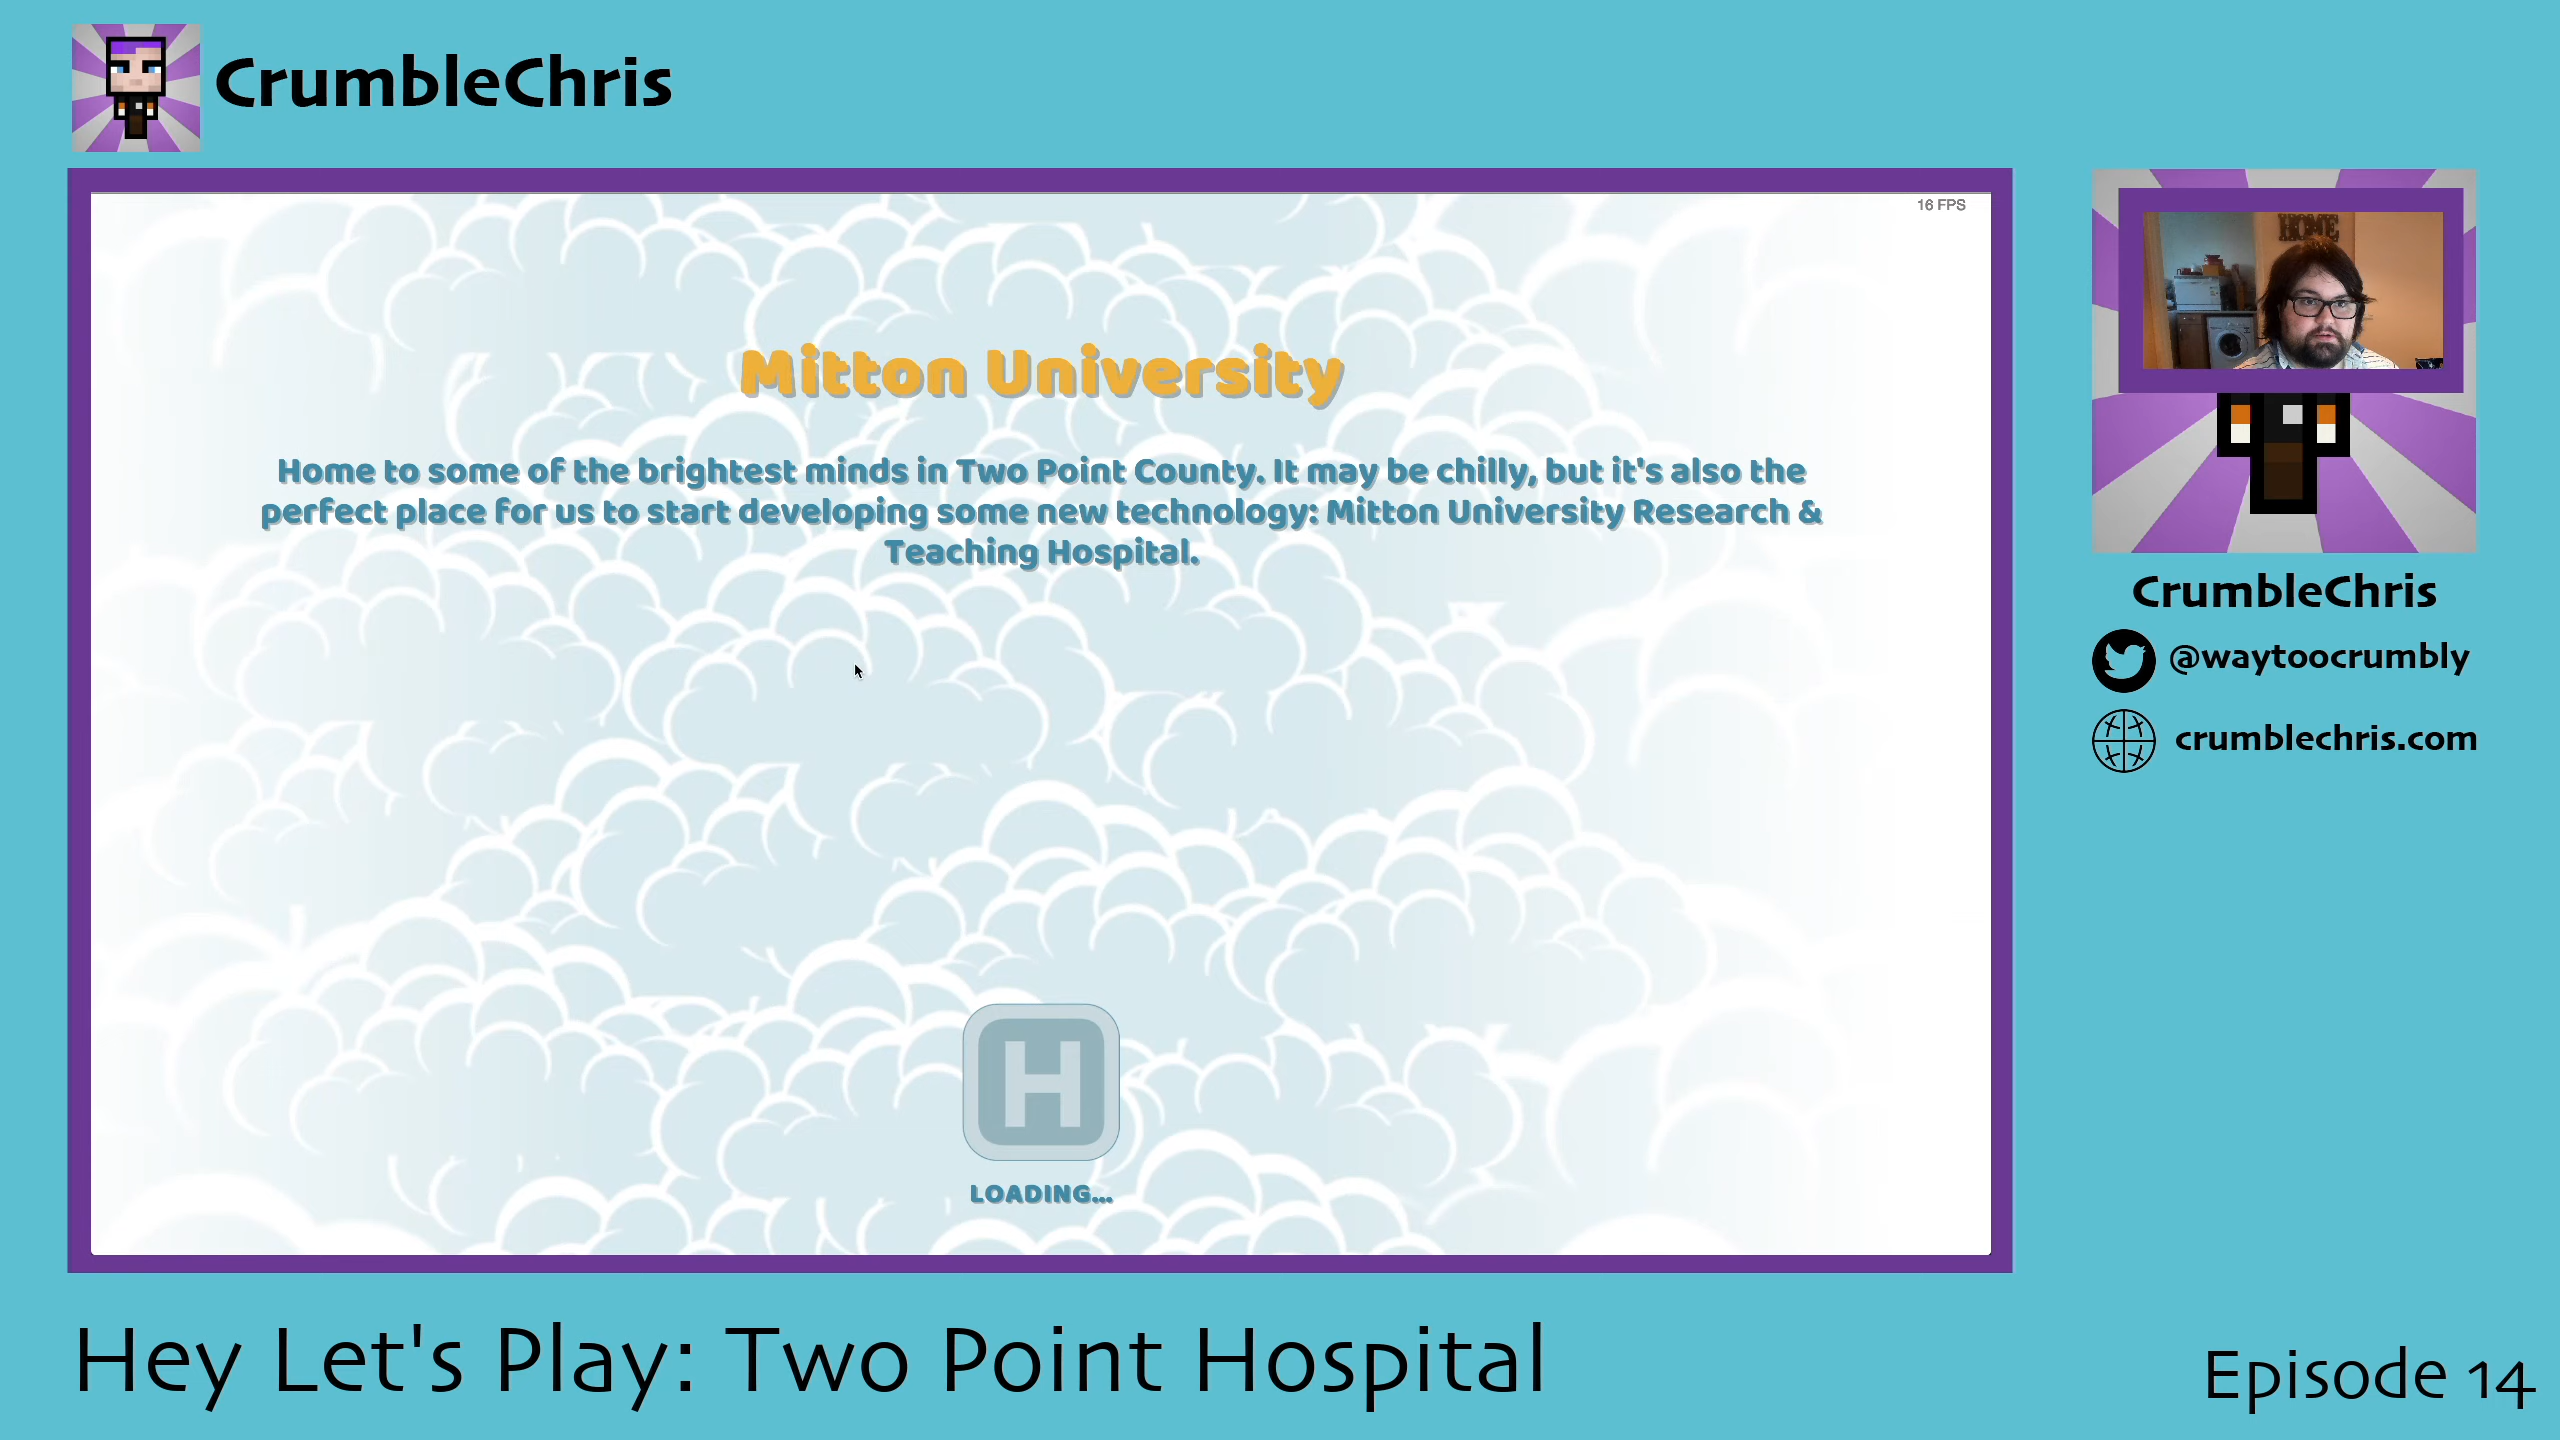 CrumbleChris
16 FPS
HOME
Mitton University
Home to some of the brightest minds in Two Point County. It may be chilly, but it's also the
perfect place for us to start developing some new technology: Mitton University Research &
Teaching Hospital.
H
LOADING...
CrumbleChris
@waytoocrumbly
crumblechris.com
Hey Let's Play: Two Point Hospital
Episode 14